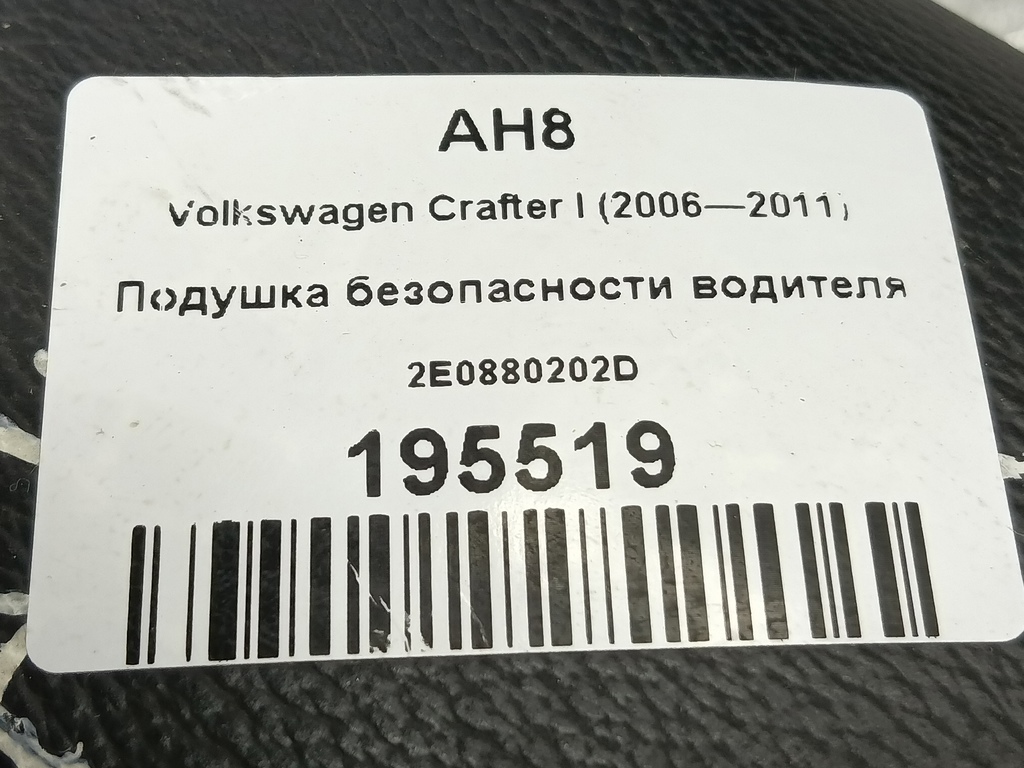 AH8
Volkswagen Crafter I (2006—2011)
Подушка безопасности водителя
2E0880202D
195519